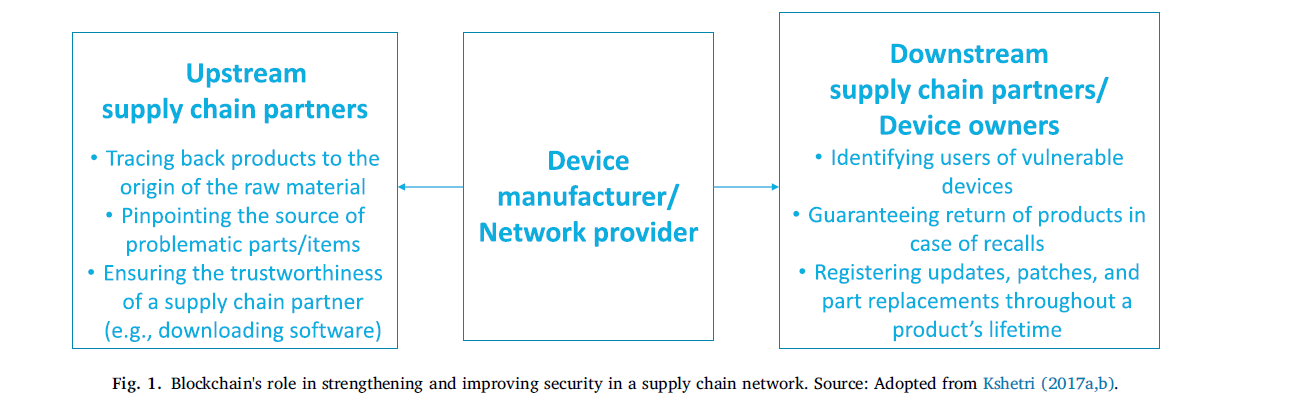 Upstream
supply chain partners
• Tracing back products to the
origin of the raw material
• Pinpointing the source of
problematic parts/items
• Ensuring the trustworthiness
of a supply chain partner
(e.g., downloading software)
Device
manufacturer/
Network provider
Downstream
supply chain partners/
Device owners
• Identifying users of vulnerable
devices
• Guaranteeing return of products in
case of recalls
• Registering updates, patches, and
part replacements throughout a
product's lifetime
Fig. 1. Blockchain's role in strengthening and improving security in a supply chain network. Source: Adopted from Kshetri (2017a,b).